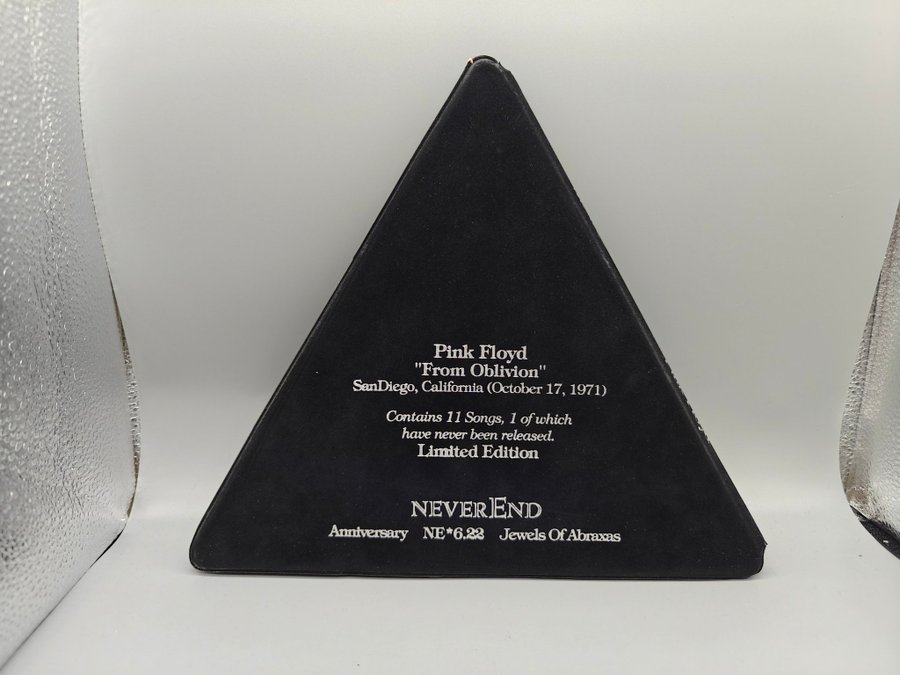 Pink Floyd
"From Oblivion"
SanDiego, California (October 17, 1971)
Contains 11 Songs, 1 of which
have never been released.
Limited Edition
NEVEREND
Anniversary NE*6.22 Jewels Of Abraxas